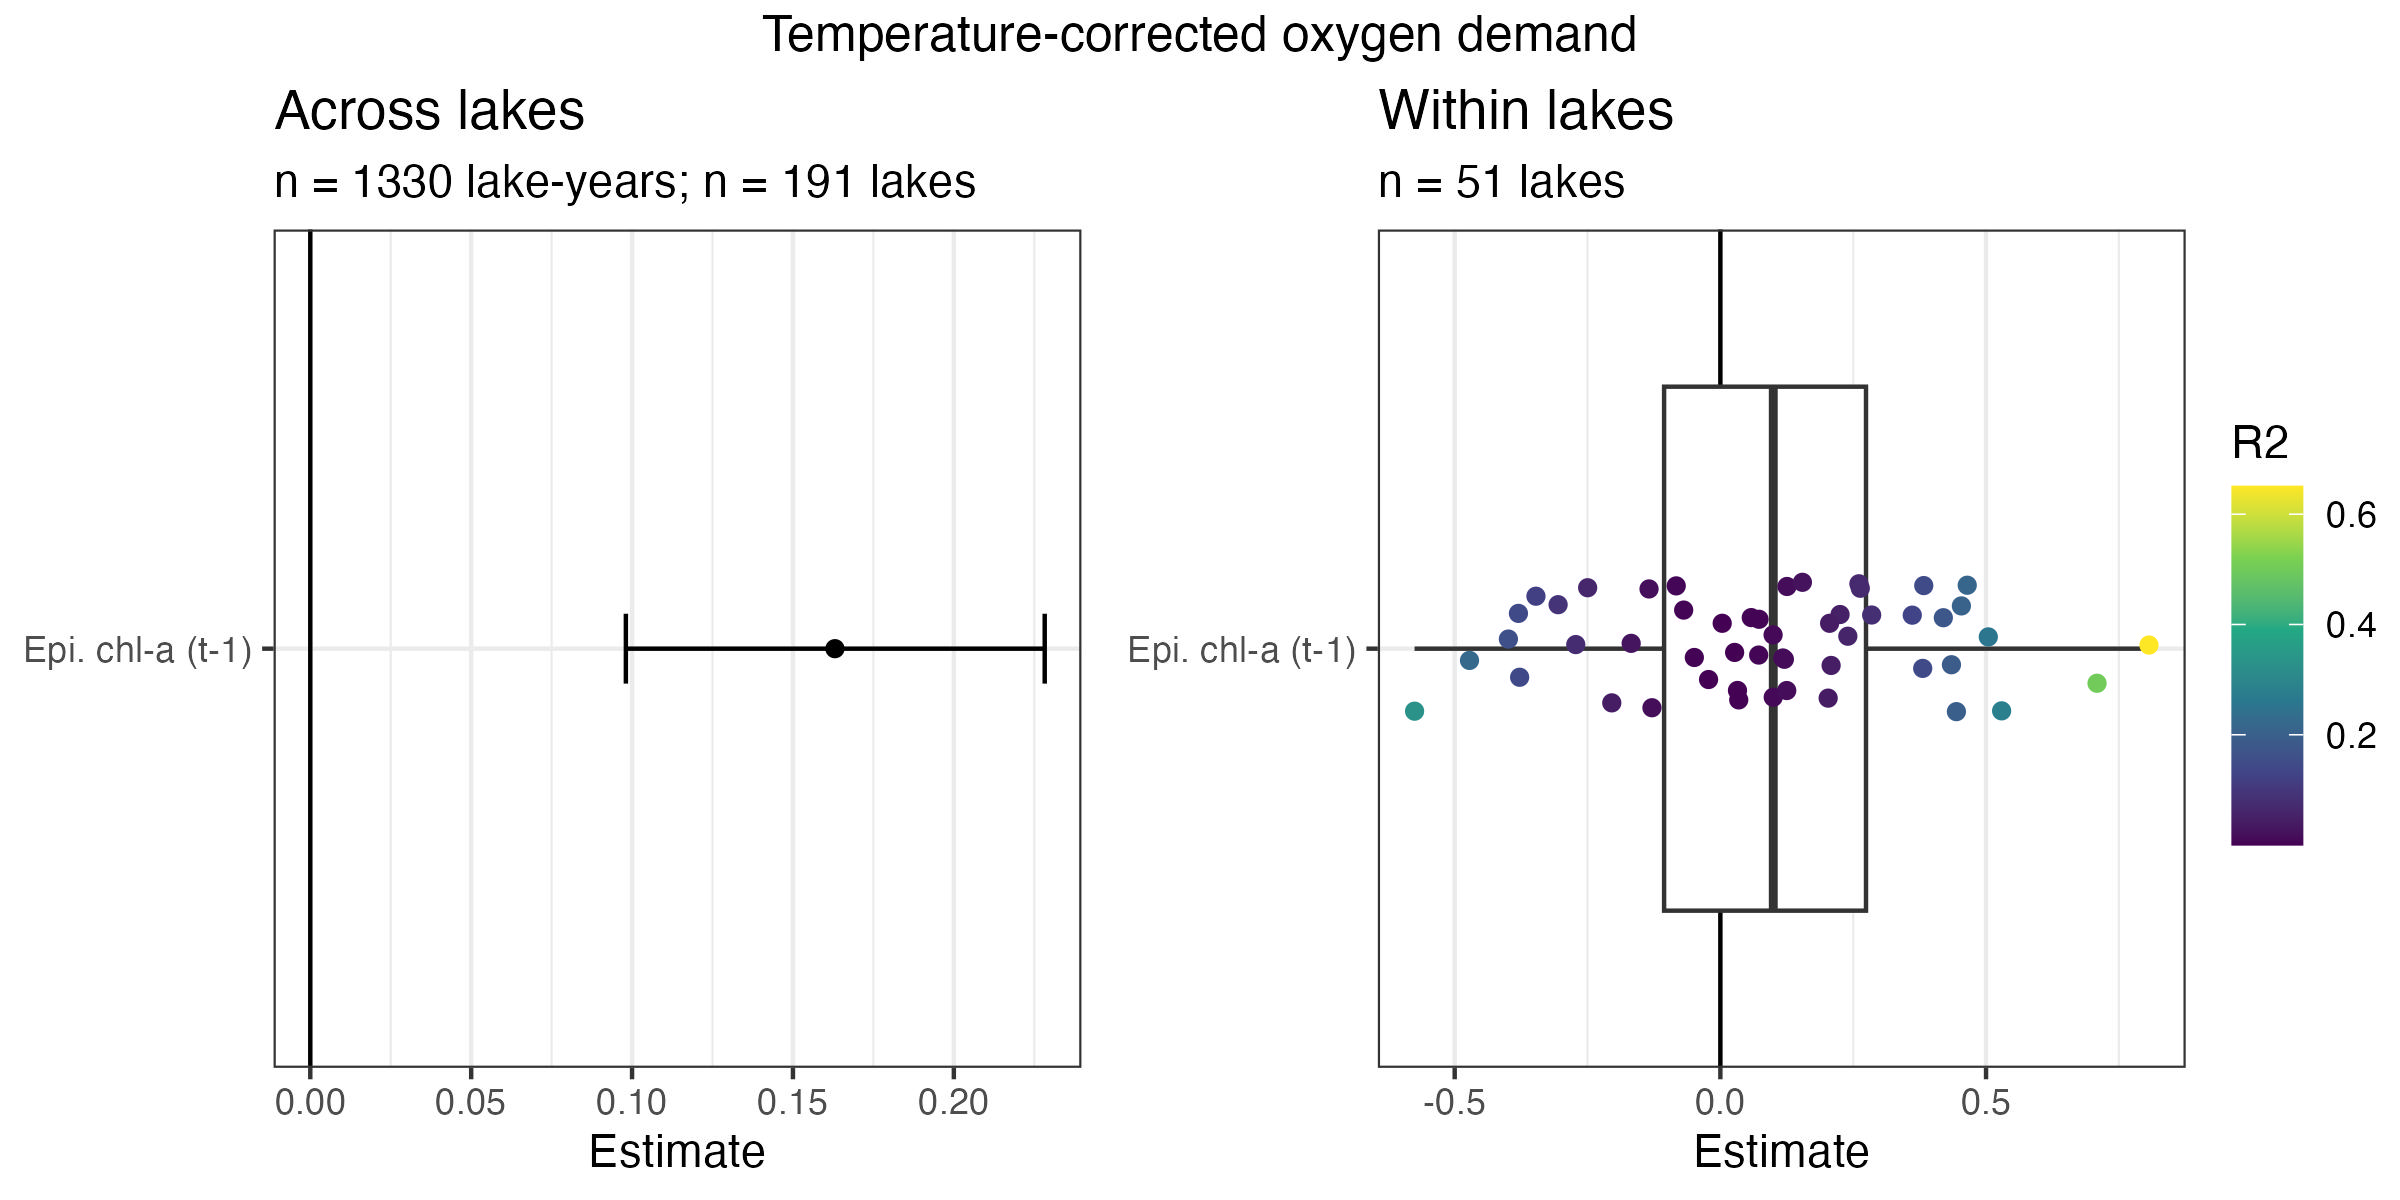 Temperature-corrected oxygen demand
Across lakes
n = 1330 lake-years; n = 191 lakes
Epi. chl-a (t-1)
0.00 0.05 0.10 0.15 0.20
Estimate
Within lakes
n = 51 lakes
Epi. chl-a (t-1)
-0.5 0.0 0.5
Estimate
R2
0.6
0.4
0.2